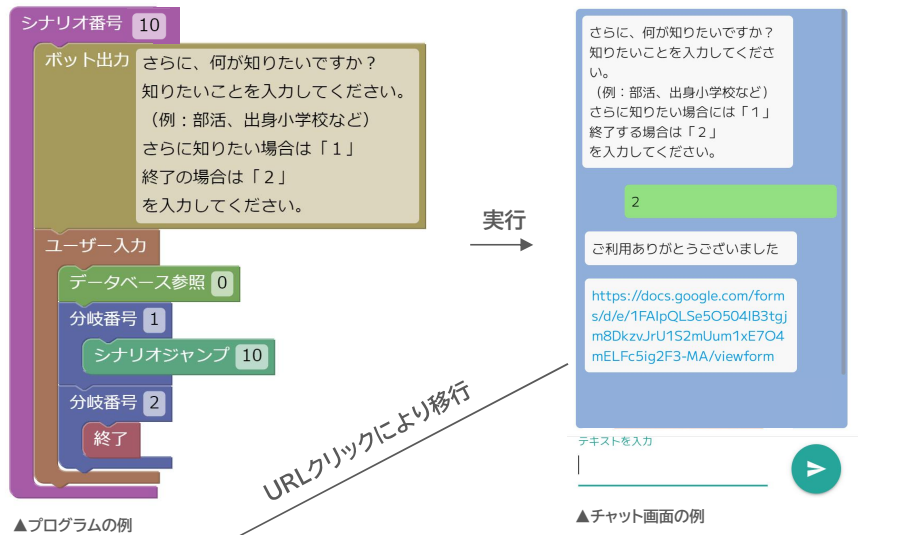 シナリオ番号 10
ボット出力
さらに、何が知りたいですか？
知りたいことを入力してください。
（例：部活、出身小学校など）
さらに知りたい場合は「１」
終了の場合は「２」
を入力してください。
ユーザー入力
データベース参照 0
分岐番号 1
シナリオジャンプ 10
分岐番号 2
終了
▲プログラムの例
実行
URLクリックにより移行
さらに、何が知りたいですか？
知りたいことを入力してくださ
い。
（例：部活、出身小学校など）
さらに知りたい場合には「１」
終了する場合は「２」
を入力してください。
2
ご利用ありがとうございました
https://docs.google.com/form
s/d/e/1FAIpQLSe5O504IB3tgj
m8DkzvJrU1S2mUum1xE7O4
mELFc5ig2F3-MA/viewform
テキストを入力
▲チャット画面の例